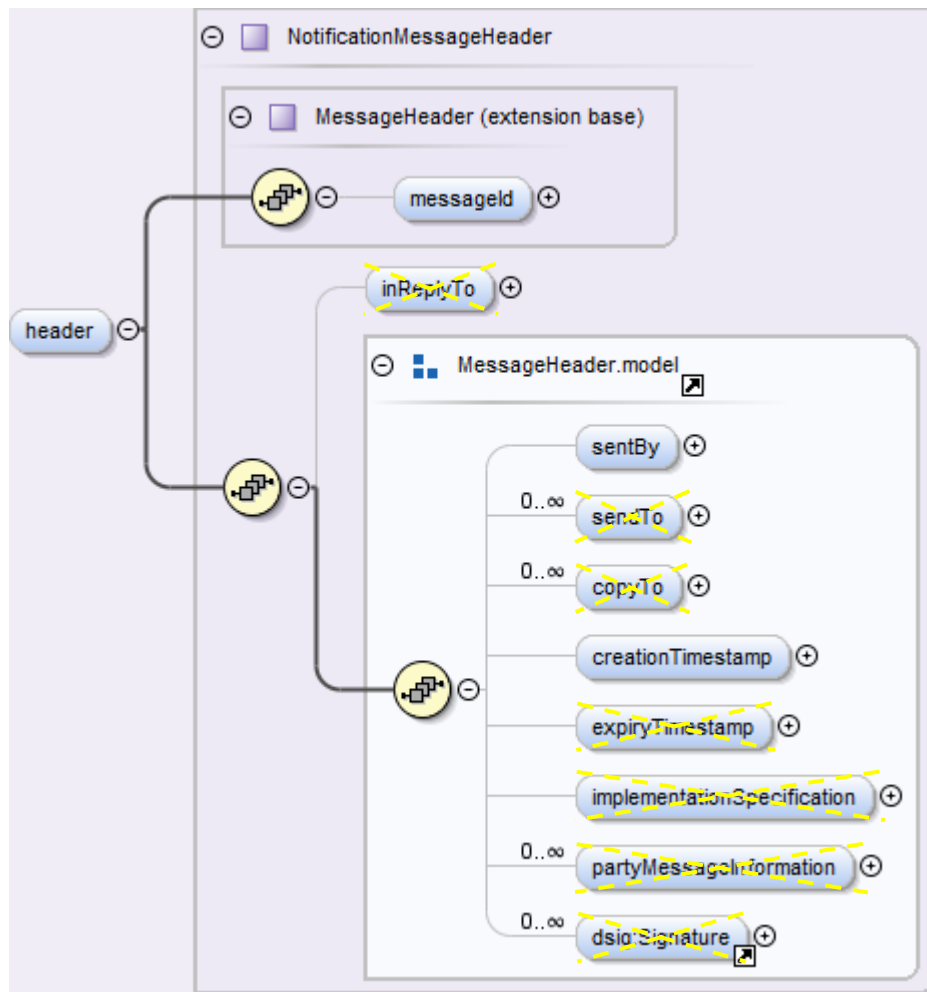 NotificationMessageHeader
MessageHeader (extension base)
messageId
inReplyTo
header
MessageHeader.model
sentBy
0..∞
sendTo
0..∞
copyTo
creationTimestamp
expiryTimestamp
implementationSpecification
0..∞
partyMessageInformation
0..∞
dsig:Signature